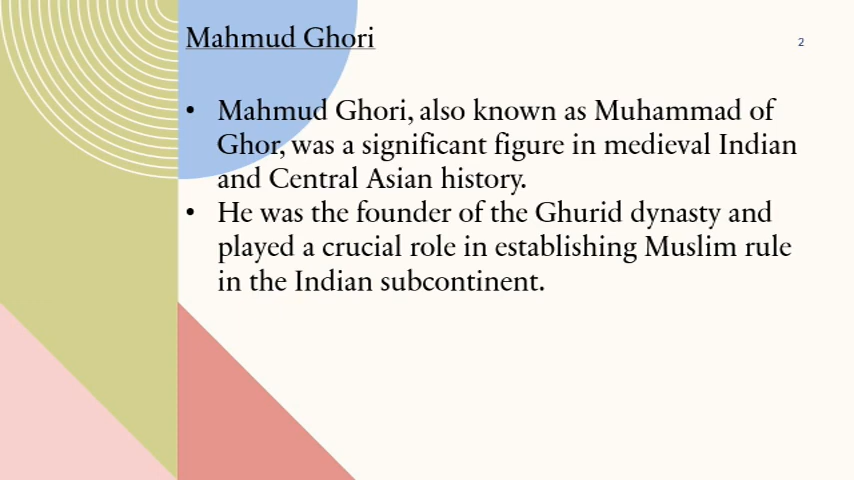 Mahmud Ghori
2
• Mahmud Ghori, also known as Muhammad of
Ghor, was a significant figure in medieval Indian
and Central Asian history.
• He was the founder of the Ghurid dynasty and
played a crucial role in establishing Muslim rule
in the Indian subcontinent.